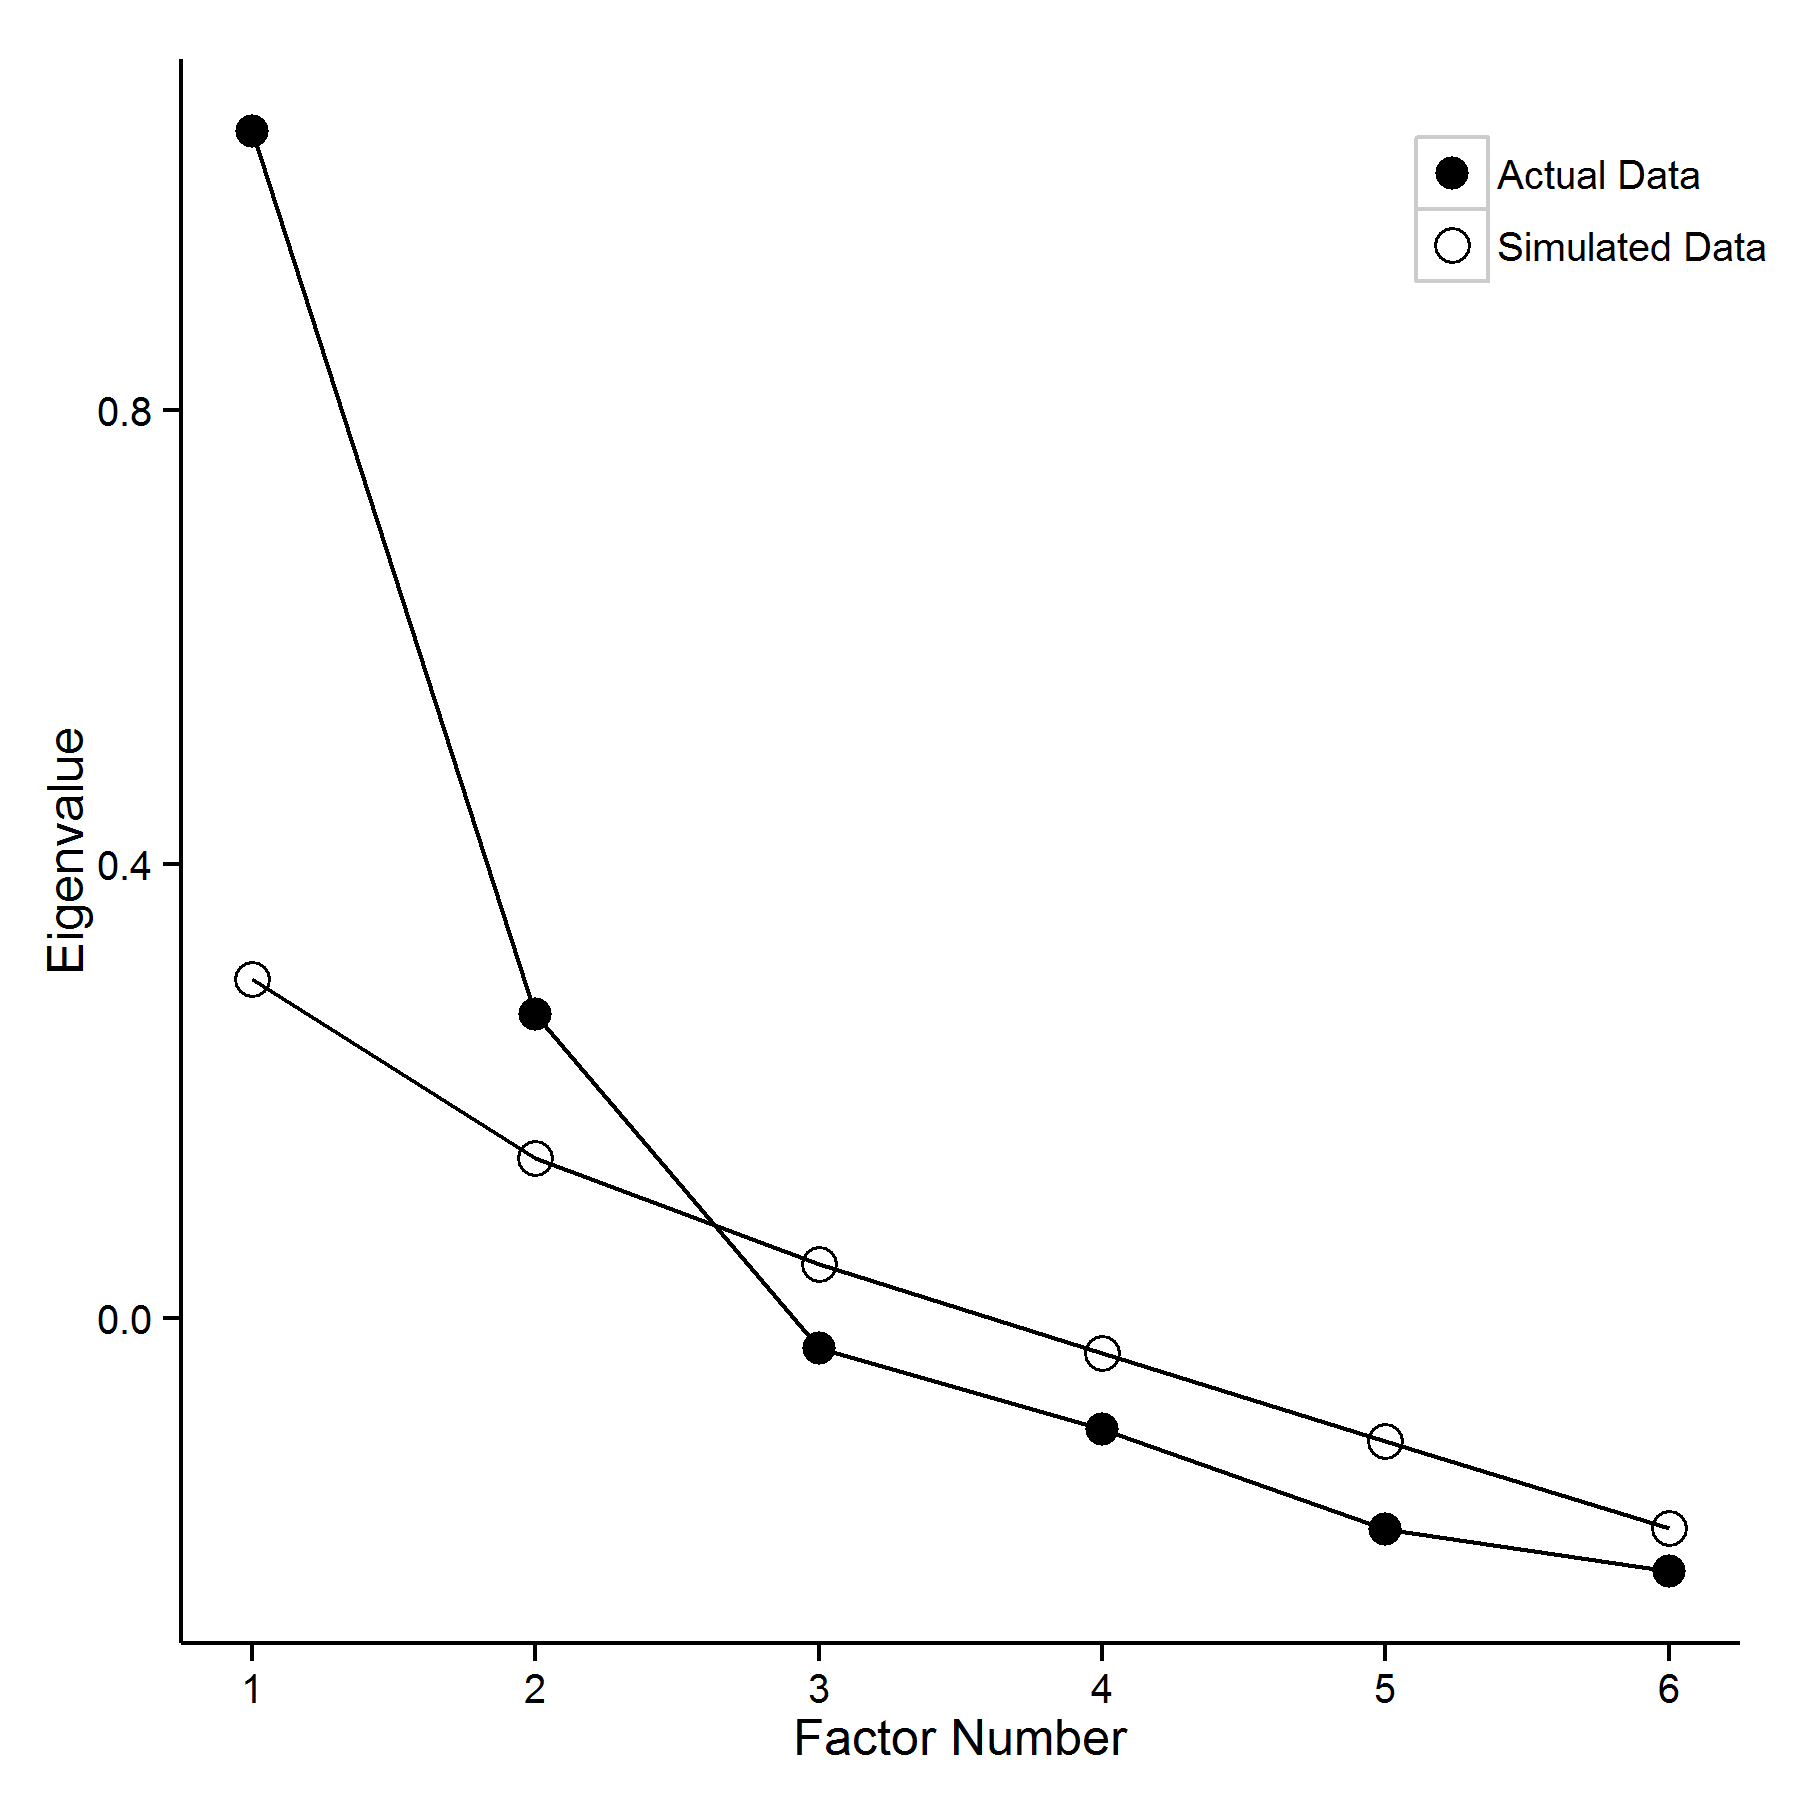 Actual Data
Simulated Data
0.8
0.4
0.0
Eigenvalue
1 2 3 4 5 6
Factor Number